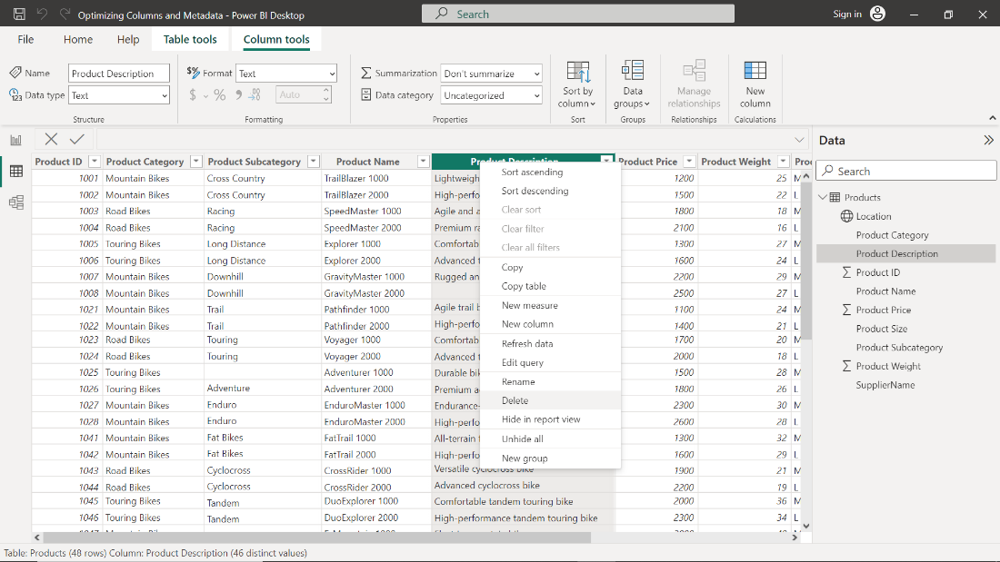 Optimizing Columns and Metadata - Power BI Desktop
Search
Sign in
File Home Help Table tools Column tools
Name Product Description
Data type Text
Structure
Format Text
$ % Auto
Formatting
Summarization Don't summarize
Data category Uncategorized
Properties
Sort by
column
Sort
Data
groups
Groups
Manage
relationships
Relationships
New
column
Calculations
Product ID Product Category Product Subcategory Product Name Product Description Product Price Product Weight
1001 Mountain Bikes Cross Country TrailBlazer 1000 1200 25 M
1002 Mountain Bikes Cross Country TrailBlazer 2000 High-perfo 1500 22 L
1003 Road Bikes Racing SpeedMaster 1000 Agile and 1800 18 M
1004 Road Bikes Racing SpeedMaster 2000 Premium 2100 16 L
1005 Touring Bikes Long Distance Explorer 1000 Comfortab 1300 27 M
1006 Touring Bikes Long Distance Explorer 2000 Advanced 1600 24 L
1007 Mountain Bikes Downhill GravityMaster 1000 Rugged an 2200 29 M
1008 Mountain Bikes Downhill GravityMaster 2000 2500 27 L
1021 Mountain Bikes Trail Pathfinder 1000 Agile trail 1100 24 M
1022 Mountain Bikes Trail Pathfinder 2000 High-perfo 1400 21 L
1023 Road Bikes Touring Voyager 1000 Comfortab 1700 20 M
1024 Road Bikes Touring Voyager 2000 Advanced 2000 18 L
1025 Touring Bikes Adventurer 1000 Durable 1500 28 M
1026 Touring Bikes Adventure Adventurer 2000 Premium 1800 26 L
1027 Mountain Bikes Enduro EnduroMaster 1000 Endurance- 2300 30 M
1028 Mountain Bikes Enduro EnduroMaster 2000 High-perfo 2600 28 L
1041 Mountain Bikes Fat Bikes FatTrail 1000 All-terrain 1300 32 M
1042 Mountain Bikes Fat Bikes FatTrail 2000 High-perfo 1600 29 L
1043 Road Bikes Cyclocross CrossRider 1000 Versatile cyclocross bike 1900 21 M
1044 Road Bikes Cyclocross CrossRider 2000 Advanced cyclocross bike 2200 19 L
1045 Touring Bikes Tandem DuoExplorer 1000 Comfortable tandem touring bike 2000 36 M
1046 Touring Bikes Tandem DuoExplorer 2000 High-performance tandem touring bike 2300 34 L
Sort ascending
Sort descending
Clear sort
Clear filter
Clear all filters
Copy
Copy table
New measure
New column
Refresh data
Edit query
Rename
Delete
Hide in report view
Unhide all
New group
Data
Search
Products
Location
Product Category
Product Description
Product ID
Product Name
Product Price
Product Size
Product Subcategory
Product Weight
SupplierName
Table: Products (48 rows) Column: Product Description (46 distinct values)